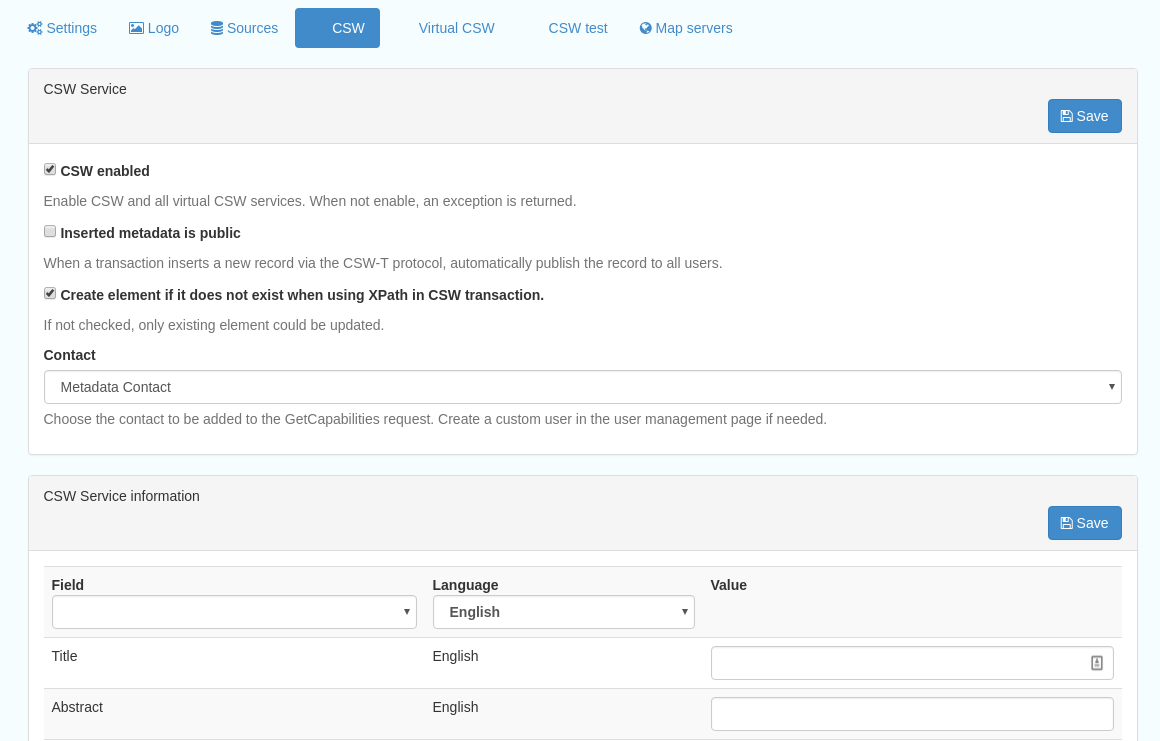 Settings Logo Sources CSW Virtual CSW CSW test Map servers
CSW Service
Save
CSW enabled
Enable CSW and all virtual CSW services. When not enable, an exception is returned.
Inserted metadata is public
When a transaction inserts a new record via the CSW-T protocol, automatically publish the record to all users.
Create element if it does not exist when using XPath in CSW transaction.
If not checked, only existing element could be updated.
Contact
Metadata Contact
Choose the contact to be added to the GetCapabilities request. Create a custom user in the user management page if needed.
CSW Service information
Save
Field Language Value
English
Title English
Abstract English